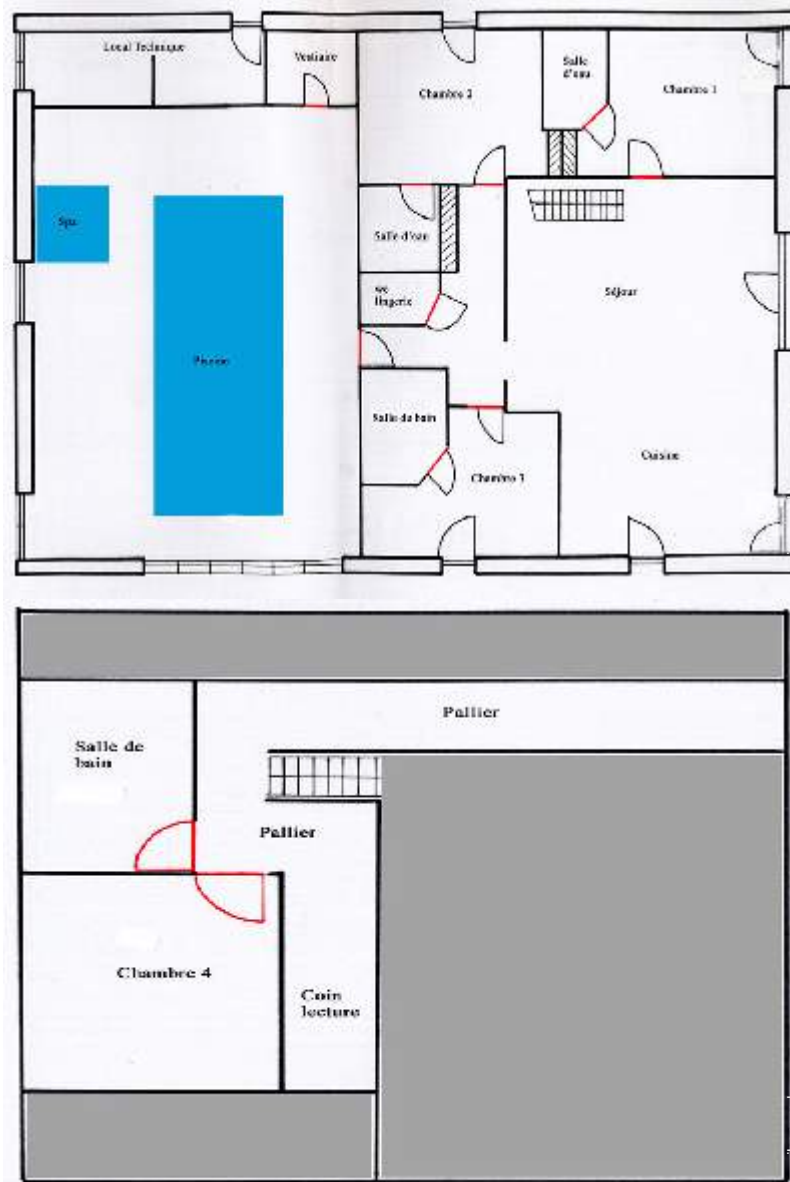 Local Technique
Vestiaire
Salle
d'eau
Chambre 2
Chambre 1
Spa
Salle d'eau
wc
lingerie
Séjour
Piscine
Salle de bain
Cuisine
Chambre 3
Pallier
Salle de
bain
Pallier
Chambre 4
Coin
lecture